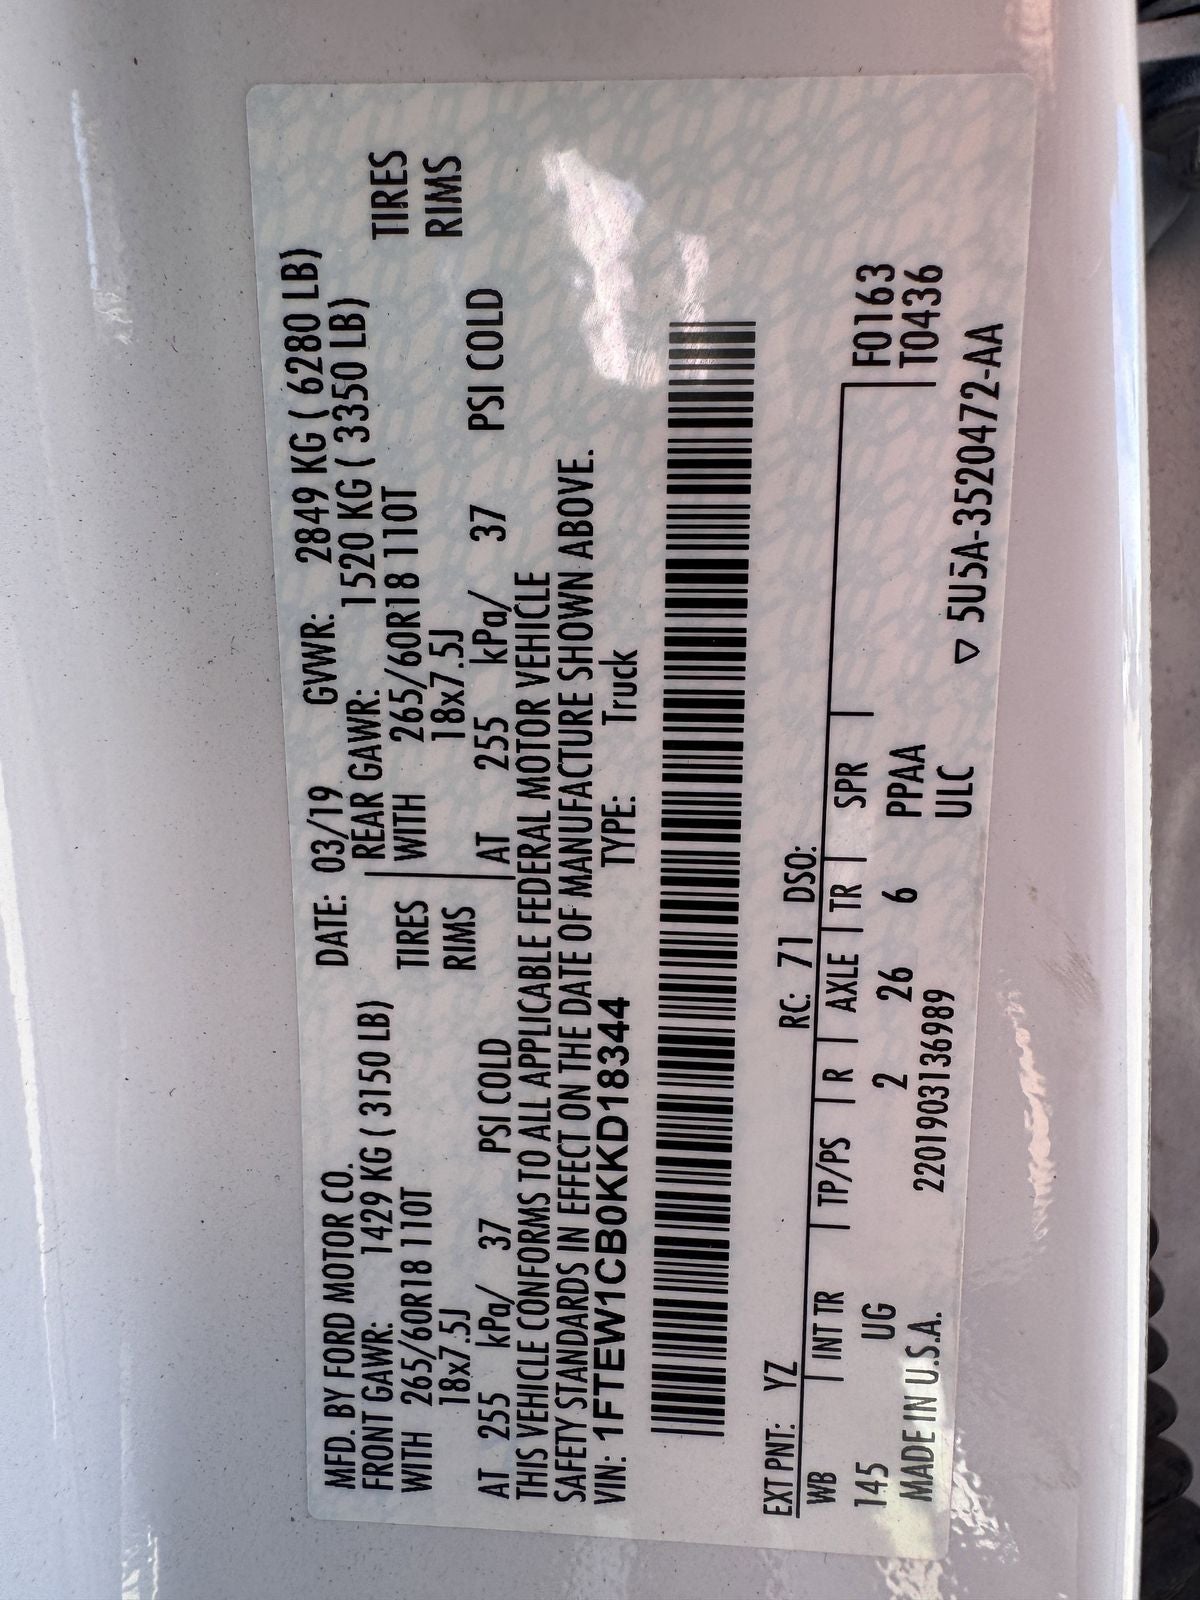 MFD. BY FORD MOTOR CO. DATE: 03/19 GVWR: 2849 KG ( 6280 LB)
FRONT GAWR: 1429 KG ( 3150 LB) REAR GAWR: 1520 KG ( 3350 LB)
WITH 265/60R18 110T TIRES WITH 265/60R18 110T TIRES
18x7.5J RIMS 18x7.5J RIMS
AT 255 kPa/ 37 PSI COLD AT 255 kPa/ 37 PSI COLD
THIS VEHICLE CONFORMS TO ALL APPLICABLE FEDERAL MOTOR VEHICLE
SAFETY STANDARDS IN EFFECT ON THE DATE OF MANUFACTURE SHOWN ABOVE.
VIN: 1FTEW1CB0KKD18344 TYPE: Truck
EXT PNT: YZ RC: 71 DSO:
WB INT TR TP/PS R AXLE TR SPR F0163
145 UG 2 26 6 PPAA T0436
MADE IN U.S.A. 2201903136989 ULC
▽ 5U5A-3520472-AA